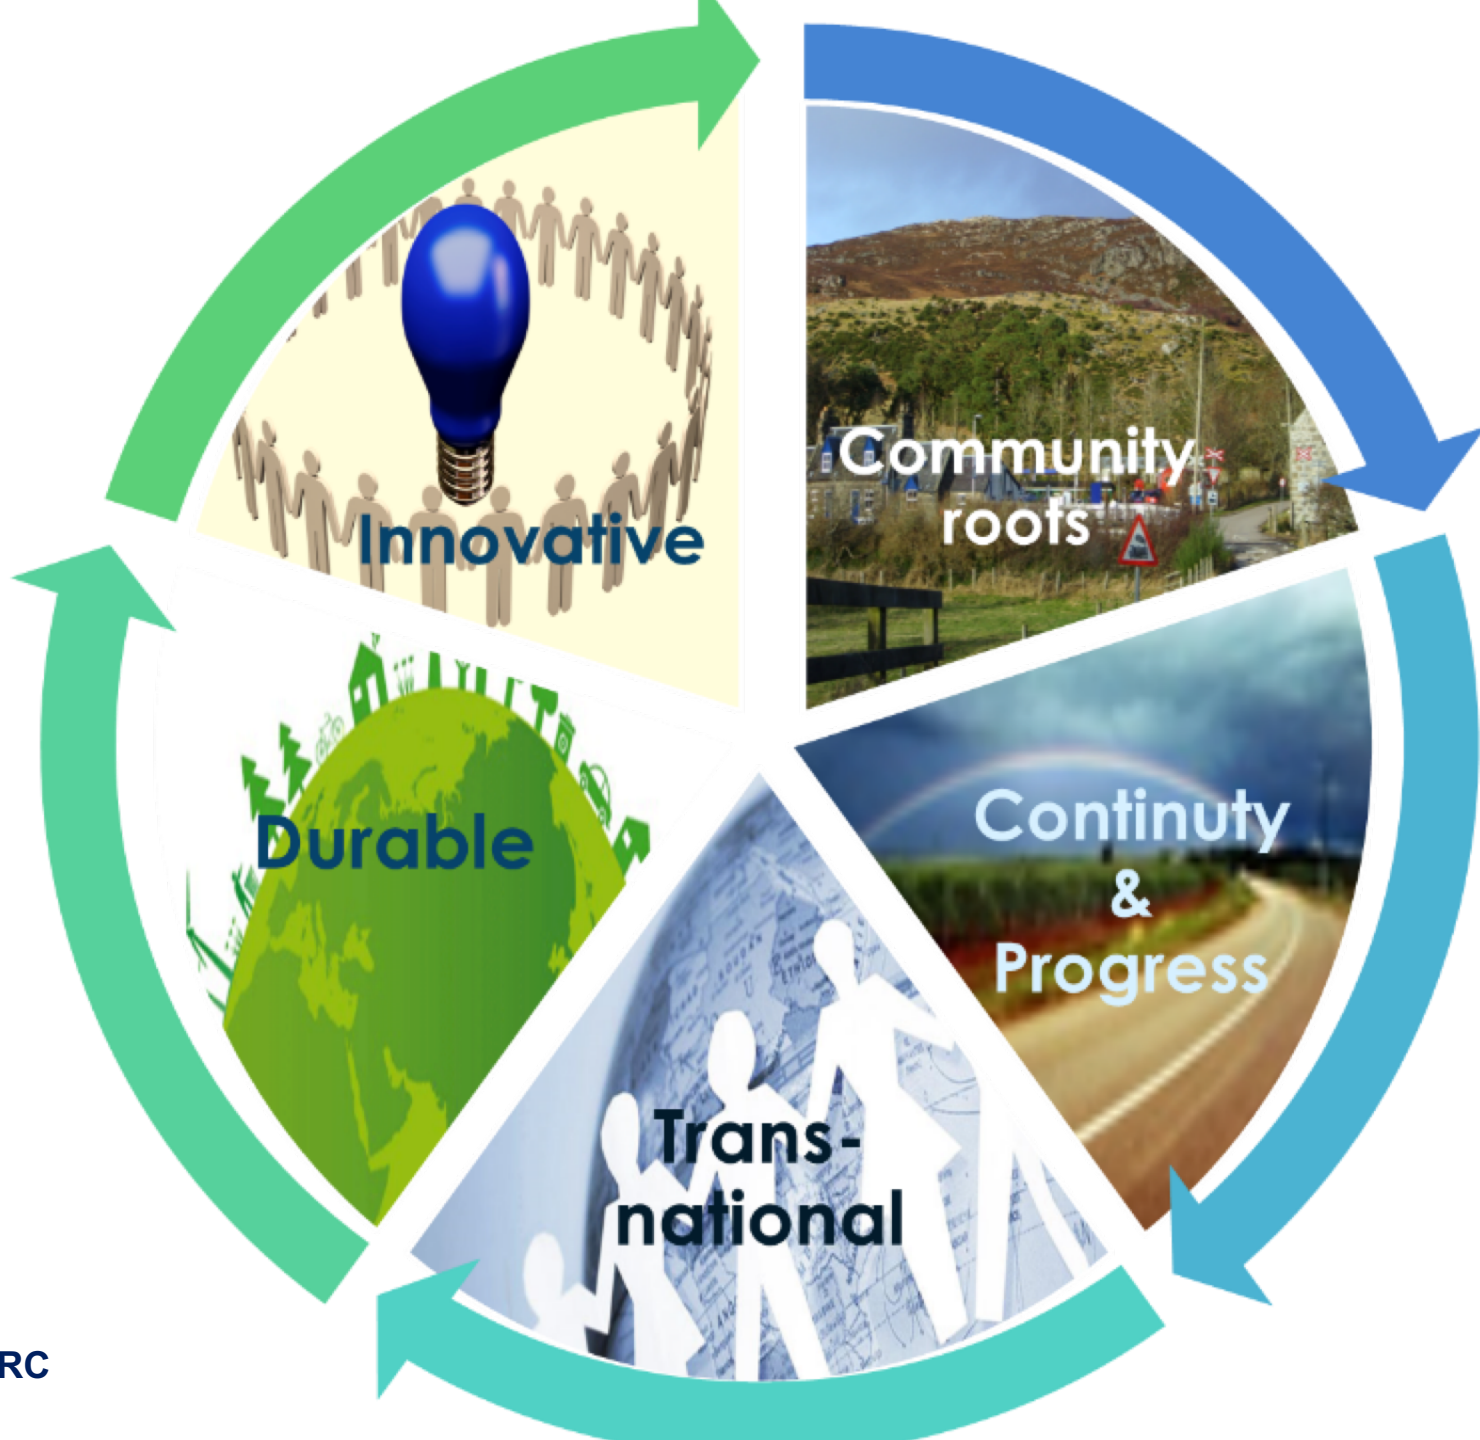 Innovative
Community
roots
Continuty
&
Progress
Durable
Trans-
national
RC